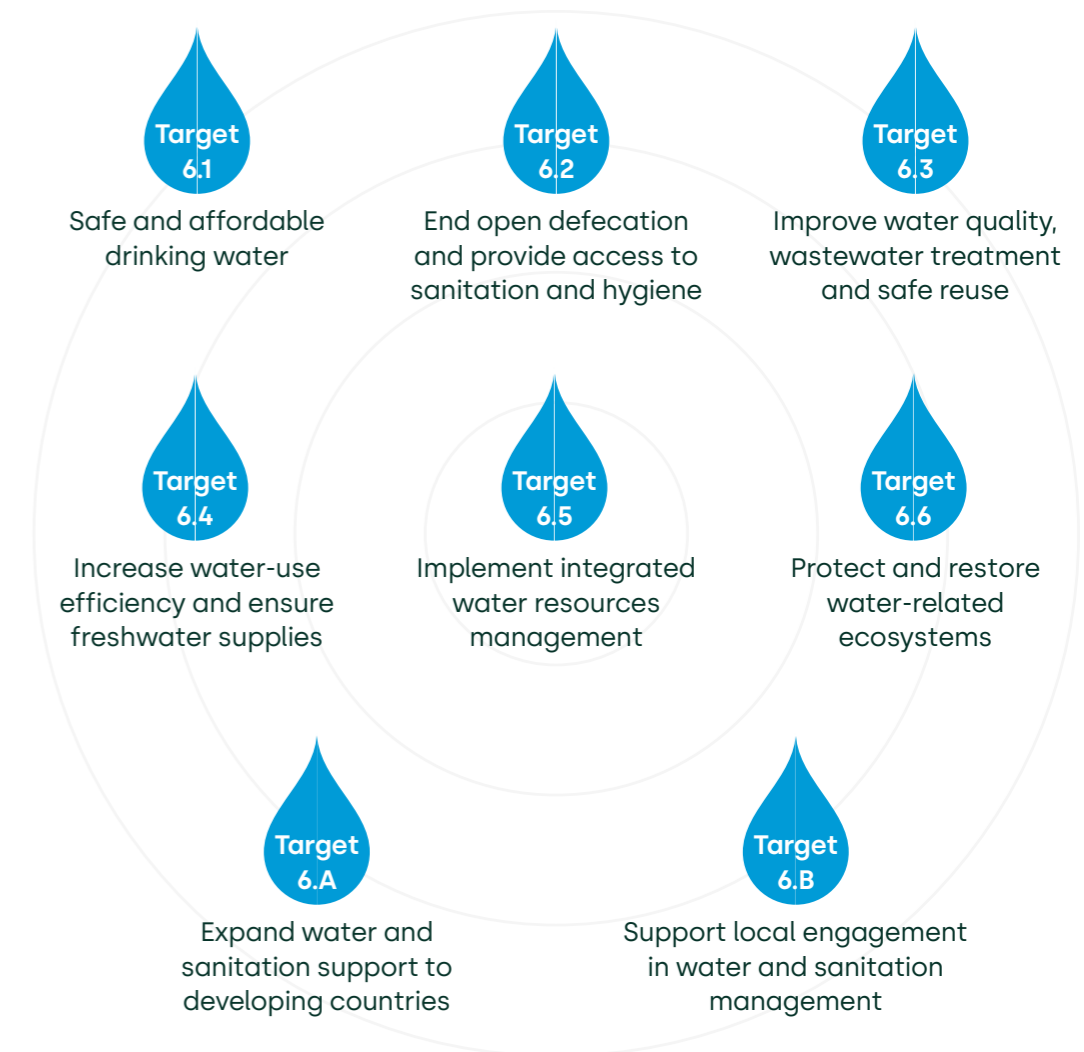 Target
6.1
Safe and affordable
drinking water
Target
6.2
End open defecation
and provide access to
sanitation and hygiene
Target
6.3
Improve water quality,
wastewater treatment
and safe reuse
Target
6.4
Increase water-use
efficiency and ensure
freshwater supplies
Target
6.5
Implement integrated
water resources
management
Target
6.6
Protect and restore
water-related
ecosystems
Target
6.A
Expand water and
sanitation support to
developing countries
Target
6.B
Support local engagement
in water and sanitation
management